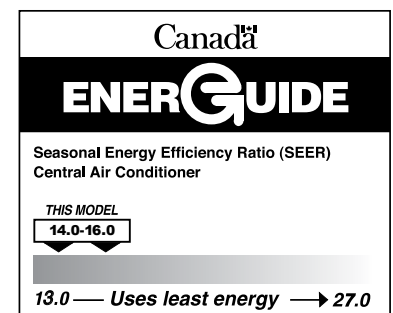 Canada
ENERGUIDE
Seasonal Energy Efficiency Ratio (SEER)
Central Air Conditioner
THIS MODEL
14.0-16.0
13.0 — Uses least energy → 27.0